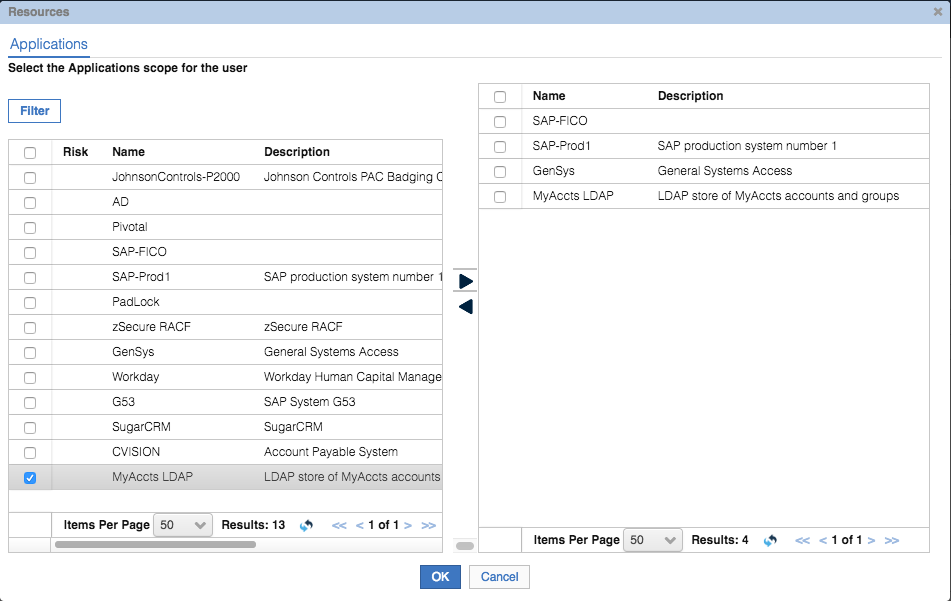 Resources
Applications
Select the Applications scope for the user
Filter
Risk Name Description
JohnsonControls-P2000 Johnson Controls PAC Badging C
AD
Pivotal
SAP-FICO
SAP-Prod1 SAP production system number 1
PadLock
zSecure RACF zSecure RACF
GenSys General Systems Access
Workday Workday Human Capital Manage
G53 SAP System G53
SugarCRM SugarCRM
CVISION Account Payable System
MyAccts LDAP LDAP store of MyAccts accounts
Items Per Page 50 Results: 13 << < 1 of 1 > >>
Name Description
SAP-FICO
SAP-Prod1 SAP production system number 1
GenSys General Systems Access
MyAccts LDAP LDAP store of MyAccts accounts and groups
Items Per Page 50 Results: 4 << < 1 of 1 > >>
OK Cancel